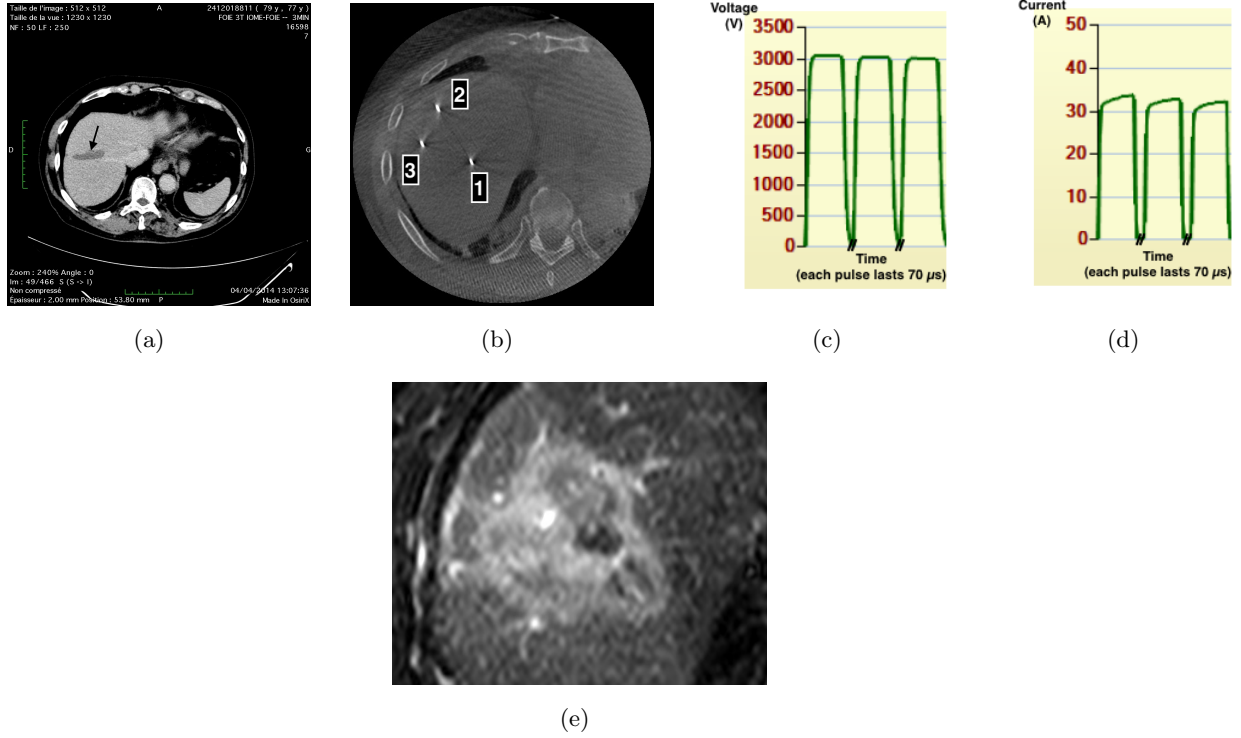 Taille de l'image : 512 x 512
Taille de la vue : 1230 x 1230
NF : 50 LF : 250
A
2412018811 ( 79 y , 77 y )
FOIE 3T IOME-FOIE -- 3MIN
16598
7
D
G
Zoom : 240% Angle : 0
Im : 49/466 S (S -> I)
Non compressé
Épaisseur : 2.00 mm Position : 53.80 mm
P
04/04/2014 13:07:36
Made In OsiriX
2
3
1
Voltage
(V)
3500
3000
2500
2000
1500
1000
500
0
Time
(each pulse lasts 70 µs)
Current
(A)
50
40
30
20
10
0
Time
(each pulse lasts 70 µs)
(a)
(b)
(c)
(d)
(e)